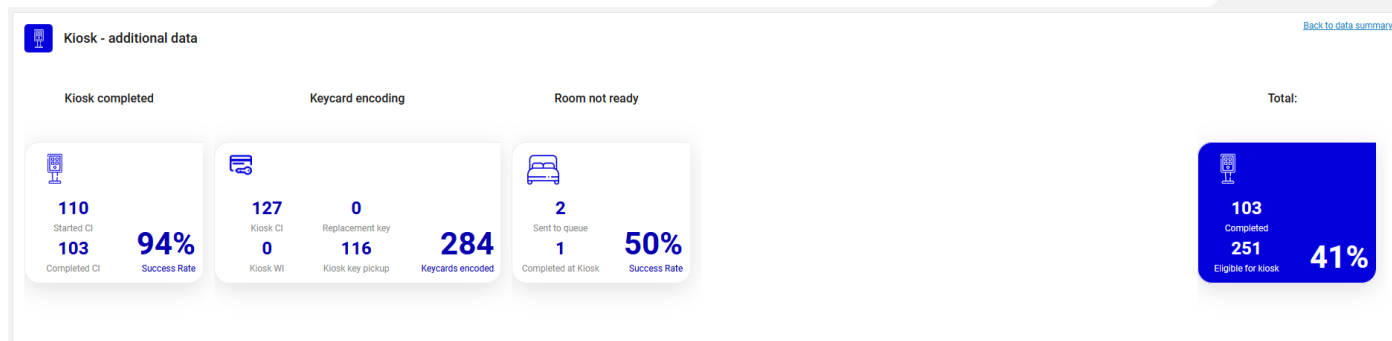 Back to data summary
Kiosk - additional data
Kiosk completed
Keycard encoding
Room not ready
Total:
110
Started CI
103
Completed CI
94%
Success Rate
127
Kiosk CI
0
Replacement key
0
Kiosk WI
116
Kiosk key pickup
284
Keycards encoded
2
Sent to queue
1
Completed at Kiosk
50%
Success Rate
103
Completed
251
Eligible for kiosk
41%